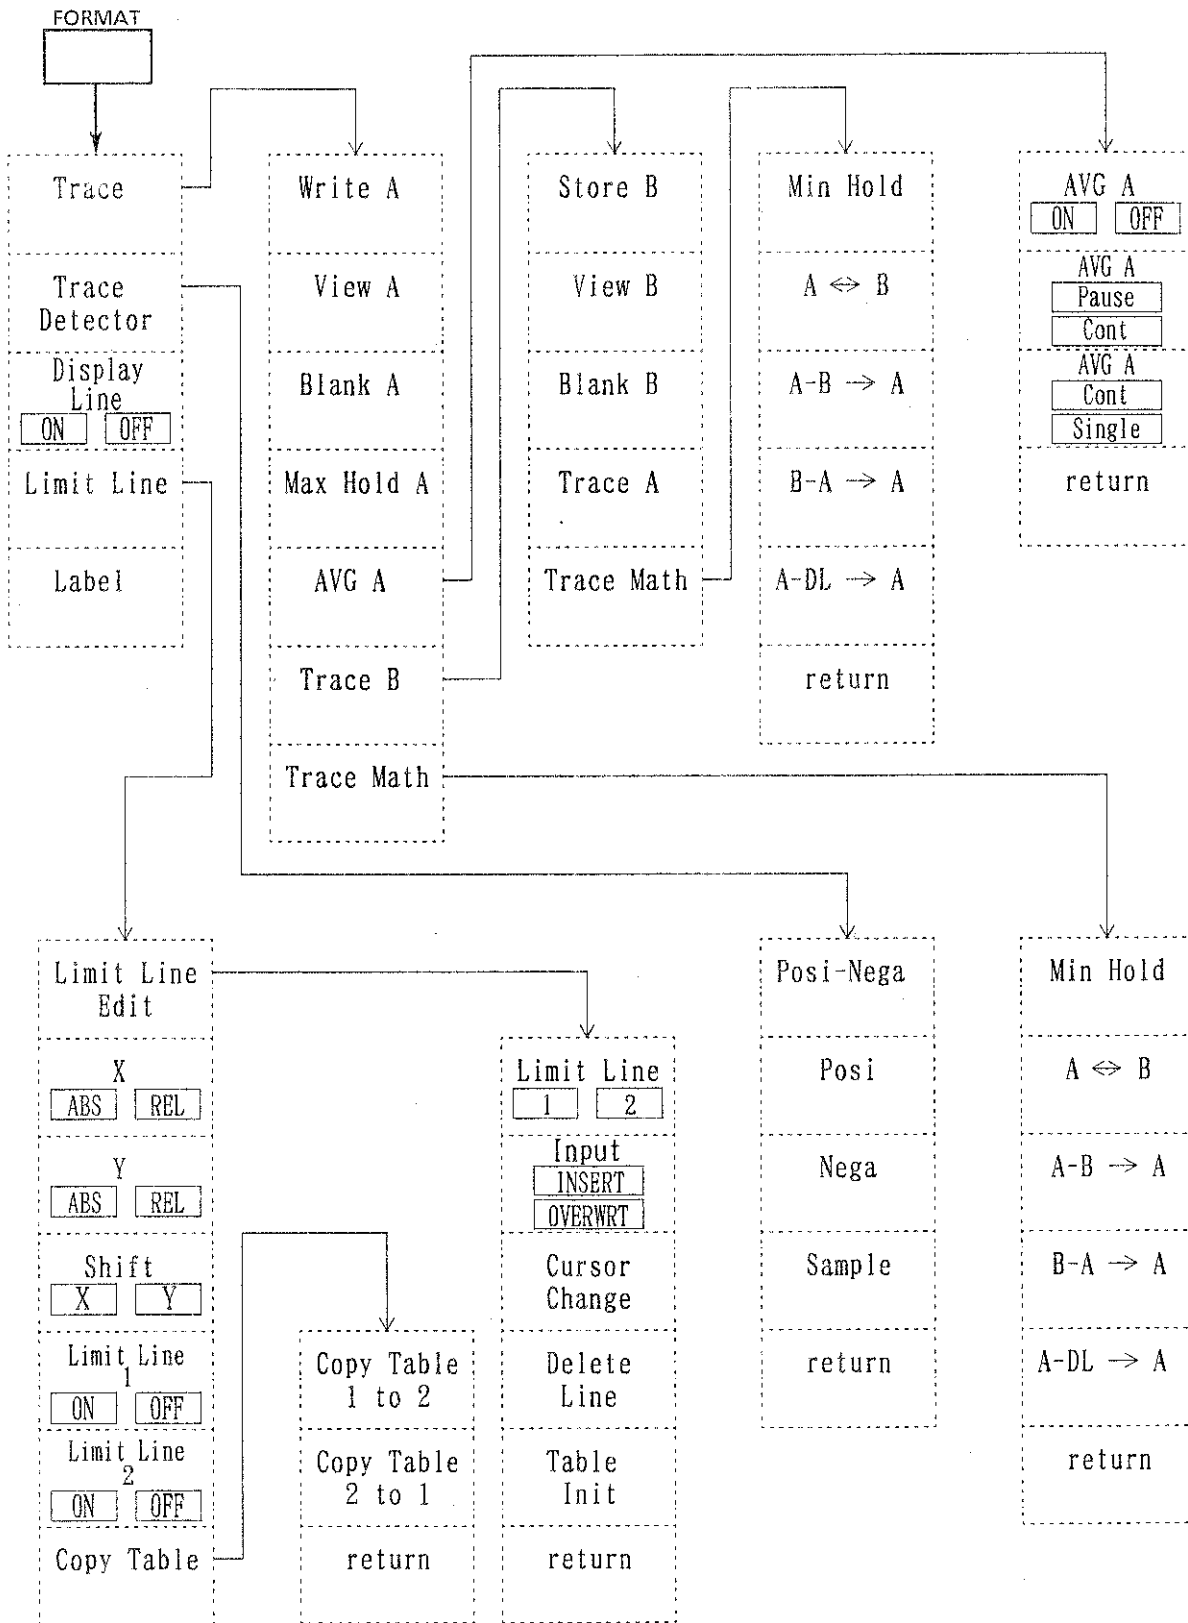 FORMAT
Trace
Trace
Detector
Display
Line
ON OFF
Limit Line
Label
Write A
View A
Blank A
Max Hold A
AVG A
Trace B
Trace Math
Store B
View B
Blank B
Trace A
Trace Math
Min Hold
A ⇔ B
A-B → A
B-A → A
A-DL → A
return
AVG A
ON OFF
AVG A
Pause
Cont
AVG A
Cont
Single
return
Limit Line
Edit
X
ABS REL
Y
ABS REL
Shift
X Y
Limit Line
1
ON OFF
Limit Line
2
ON OFF
Copy Table
Copy Table
1 to 2
Copy Table
2 to 1
return
Limit Line
1 2
Input
INSERT
OVERWRT
Cursor
Change
Delete
Line
Table
Init
return
Posi-Nega
Posi
Nega
Sample
return
Min Hold
A ⇔ B
A-B → A
B-A → A
A-DL → A
return